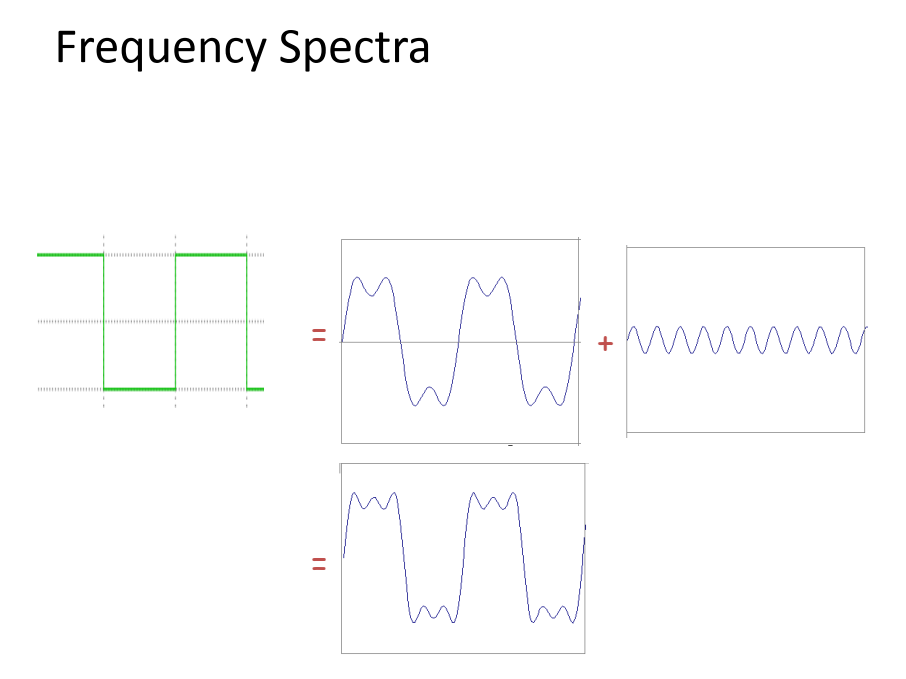 Frequency Spectra
= +
=